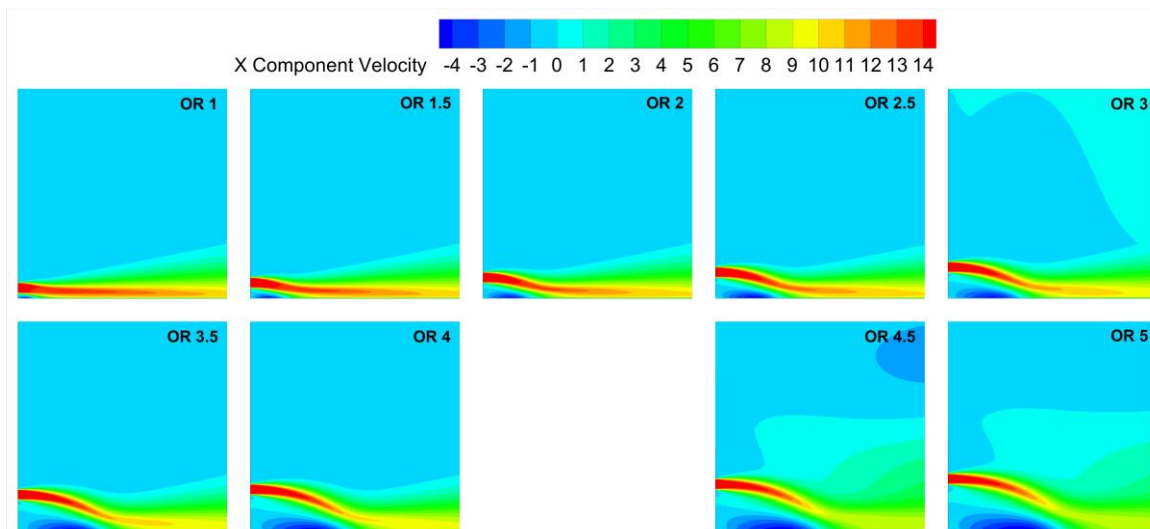 X Component Velocity -4 -3 -2 -1 0 1 2 3 4 5 6 7 8 9 10 11 12 13 14
OR 1 OR 1.5 OR 2 OR 2.5 OR 3
OR 3.5 OR 4 OR 4.5 OR 5